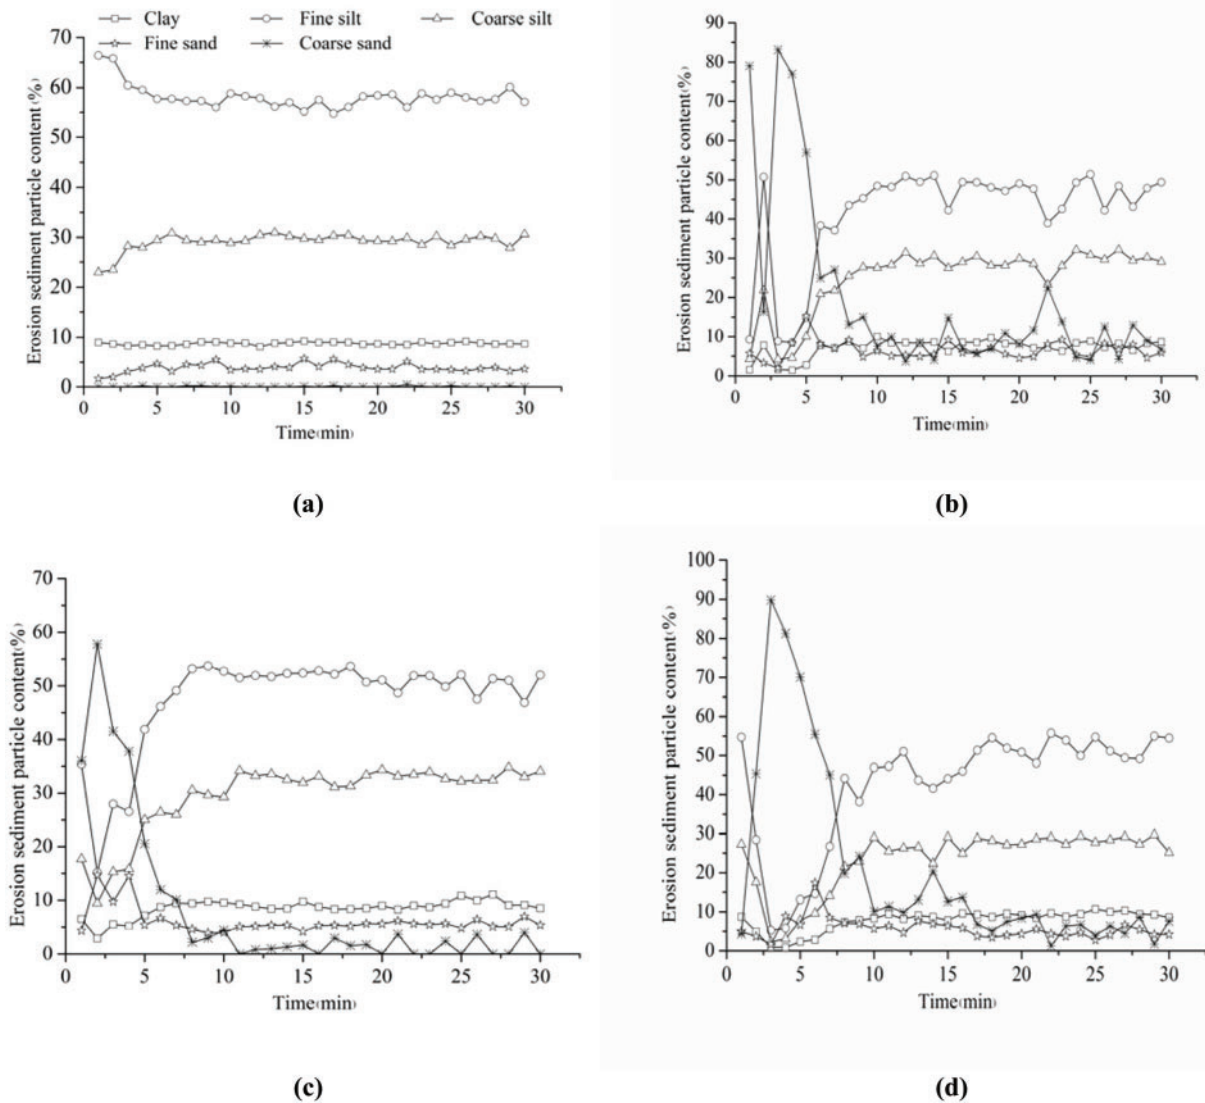 Clay Fine silt Coarse silt
Fine sand Coarse sand
70
60
50
40
30
20
10
0
Erosion sediment particle content(%)
0 5 10 15 20 25 30
Time(min)
(a)
90
80
70
60
50
40
30
20
10
0
Erosion sediment particle content(%)
0 5 10 15 20 25 30
Time(min)
(b)
70
60
50
40
30
20
10
0
Erosion sediment particle content(%)
0 5 10 15 20 25 30
Time(min)
(c)
100
90
80
70
60
50
40
30
20
10
0
Erosion sediment particle content(%)
0 5 10 15 20 25 30
Time(min)
(d)